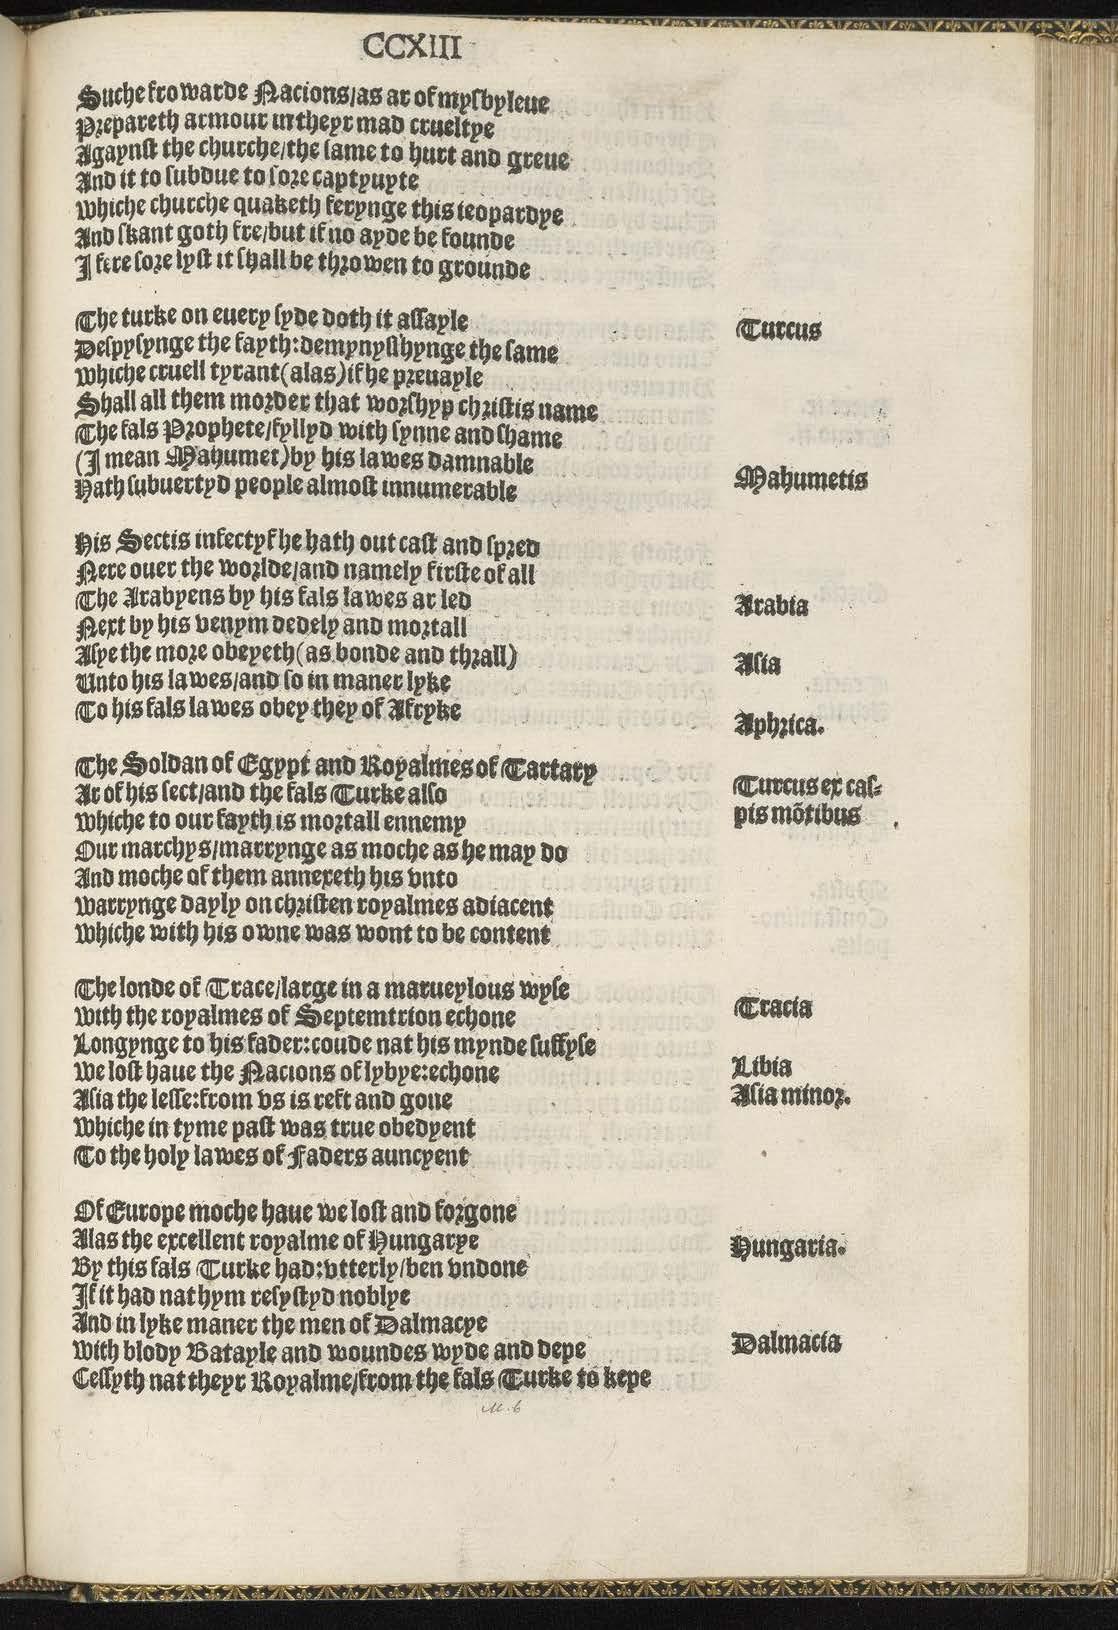 CCXIII
Suche frowarde Nacions/as ar of mysbyleue
Prepareth armour in theyr mad crueltye
Agaynst the churche/the same to hurt and greue
And it to subdue to sore captyuyte
whiche churche quaketh ferynge this ieopardye
And skant goth fre/but if no ayde be founde
I fere sore lyst it shall be throwen to grounde
The turke on euery syde doth it assayle
Turcus
Despysynge the fayth:demynysshynge the same
whiche cruell tyrant(alas)if he preuayle
Shall all them morder that worshyp christis name
The fals Prophete/fyllyd with synne and shame
(I mean Mahumet)by his lawes damnable
Mahumetis
Hath subuertyd people almost innumerable
His Sectis infectyf he hath out cast and spred
Nere ouer the worlde/and namely firste of all
The Arabyens by his fals lawes ar led
Arabia
Next by his venym dedely and mortall
Asye the more obeyeth(as bonde and thrall)
Asia
Unto his lawes/and so in maner lyke
To his fals lawes obey they of Afryke
Aphrica.
The Soldan of Egypt and Royalmes of Tartary
Ar of his sect/and the fals Turke also
Turcus ex cas-
whiche to our fayth is mortall ennemy
pis mõtibus
Our marchys/marrynge as moche as he may do
And moche of them annexeth his vnto
warrynge dayly on christen royalmes adiacent
Whiche with his owne was wont to be content
The londe of Trace/large in a marueylous wyse
Tracia
With the royalmes of Septemtrion echone
Longynge to his fader:coude nat his mynde suffyse
We lost haue the Nacions of lybye:echone
Libia
Asia the lesse:from vs is reft and gone
Asia minor.
Whiche in tyme past was true obedyent
To the holy lawes of Faders auncyent
Of Europe moche haue we lost and forgone
Alas the excellent royalme of Hungarye
Hungaria.
By this fals Turke had:vtterly/ben vndone
If it had nat hym resystyd noblye
And in lyke maner the men of Dalmacye
With blody Batayle and woundes wyde and depe
Dalmacia
Cessyth nat theyr Royalme/from the fals Turke to kepe
M.6